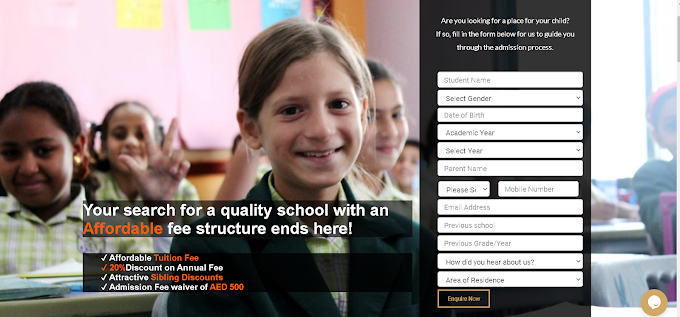 Are you looking for a place for your child?
If so, fill in the form below for us to guide you
through the admission process.
Student Name
Select Gender
Date of Birth
Academic Year
Select Year
Parent Name
Please Se
Mobile Number
Email Address
Previous school
Previous Grade/Year
How did you hear about us?
Area of Residence
Enquire Now
Your search for a quality school with an
Affordable fee structure ends here!
✓ Affordable Tuition Fee
✓ 20%Discount on Annual Fee
✓ Attractive Sibling Discounts
✓ Admission Fee waiver of AED 500